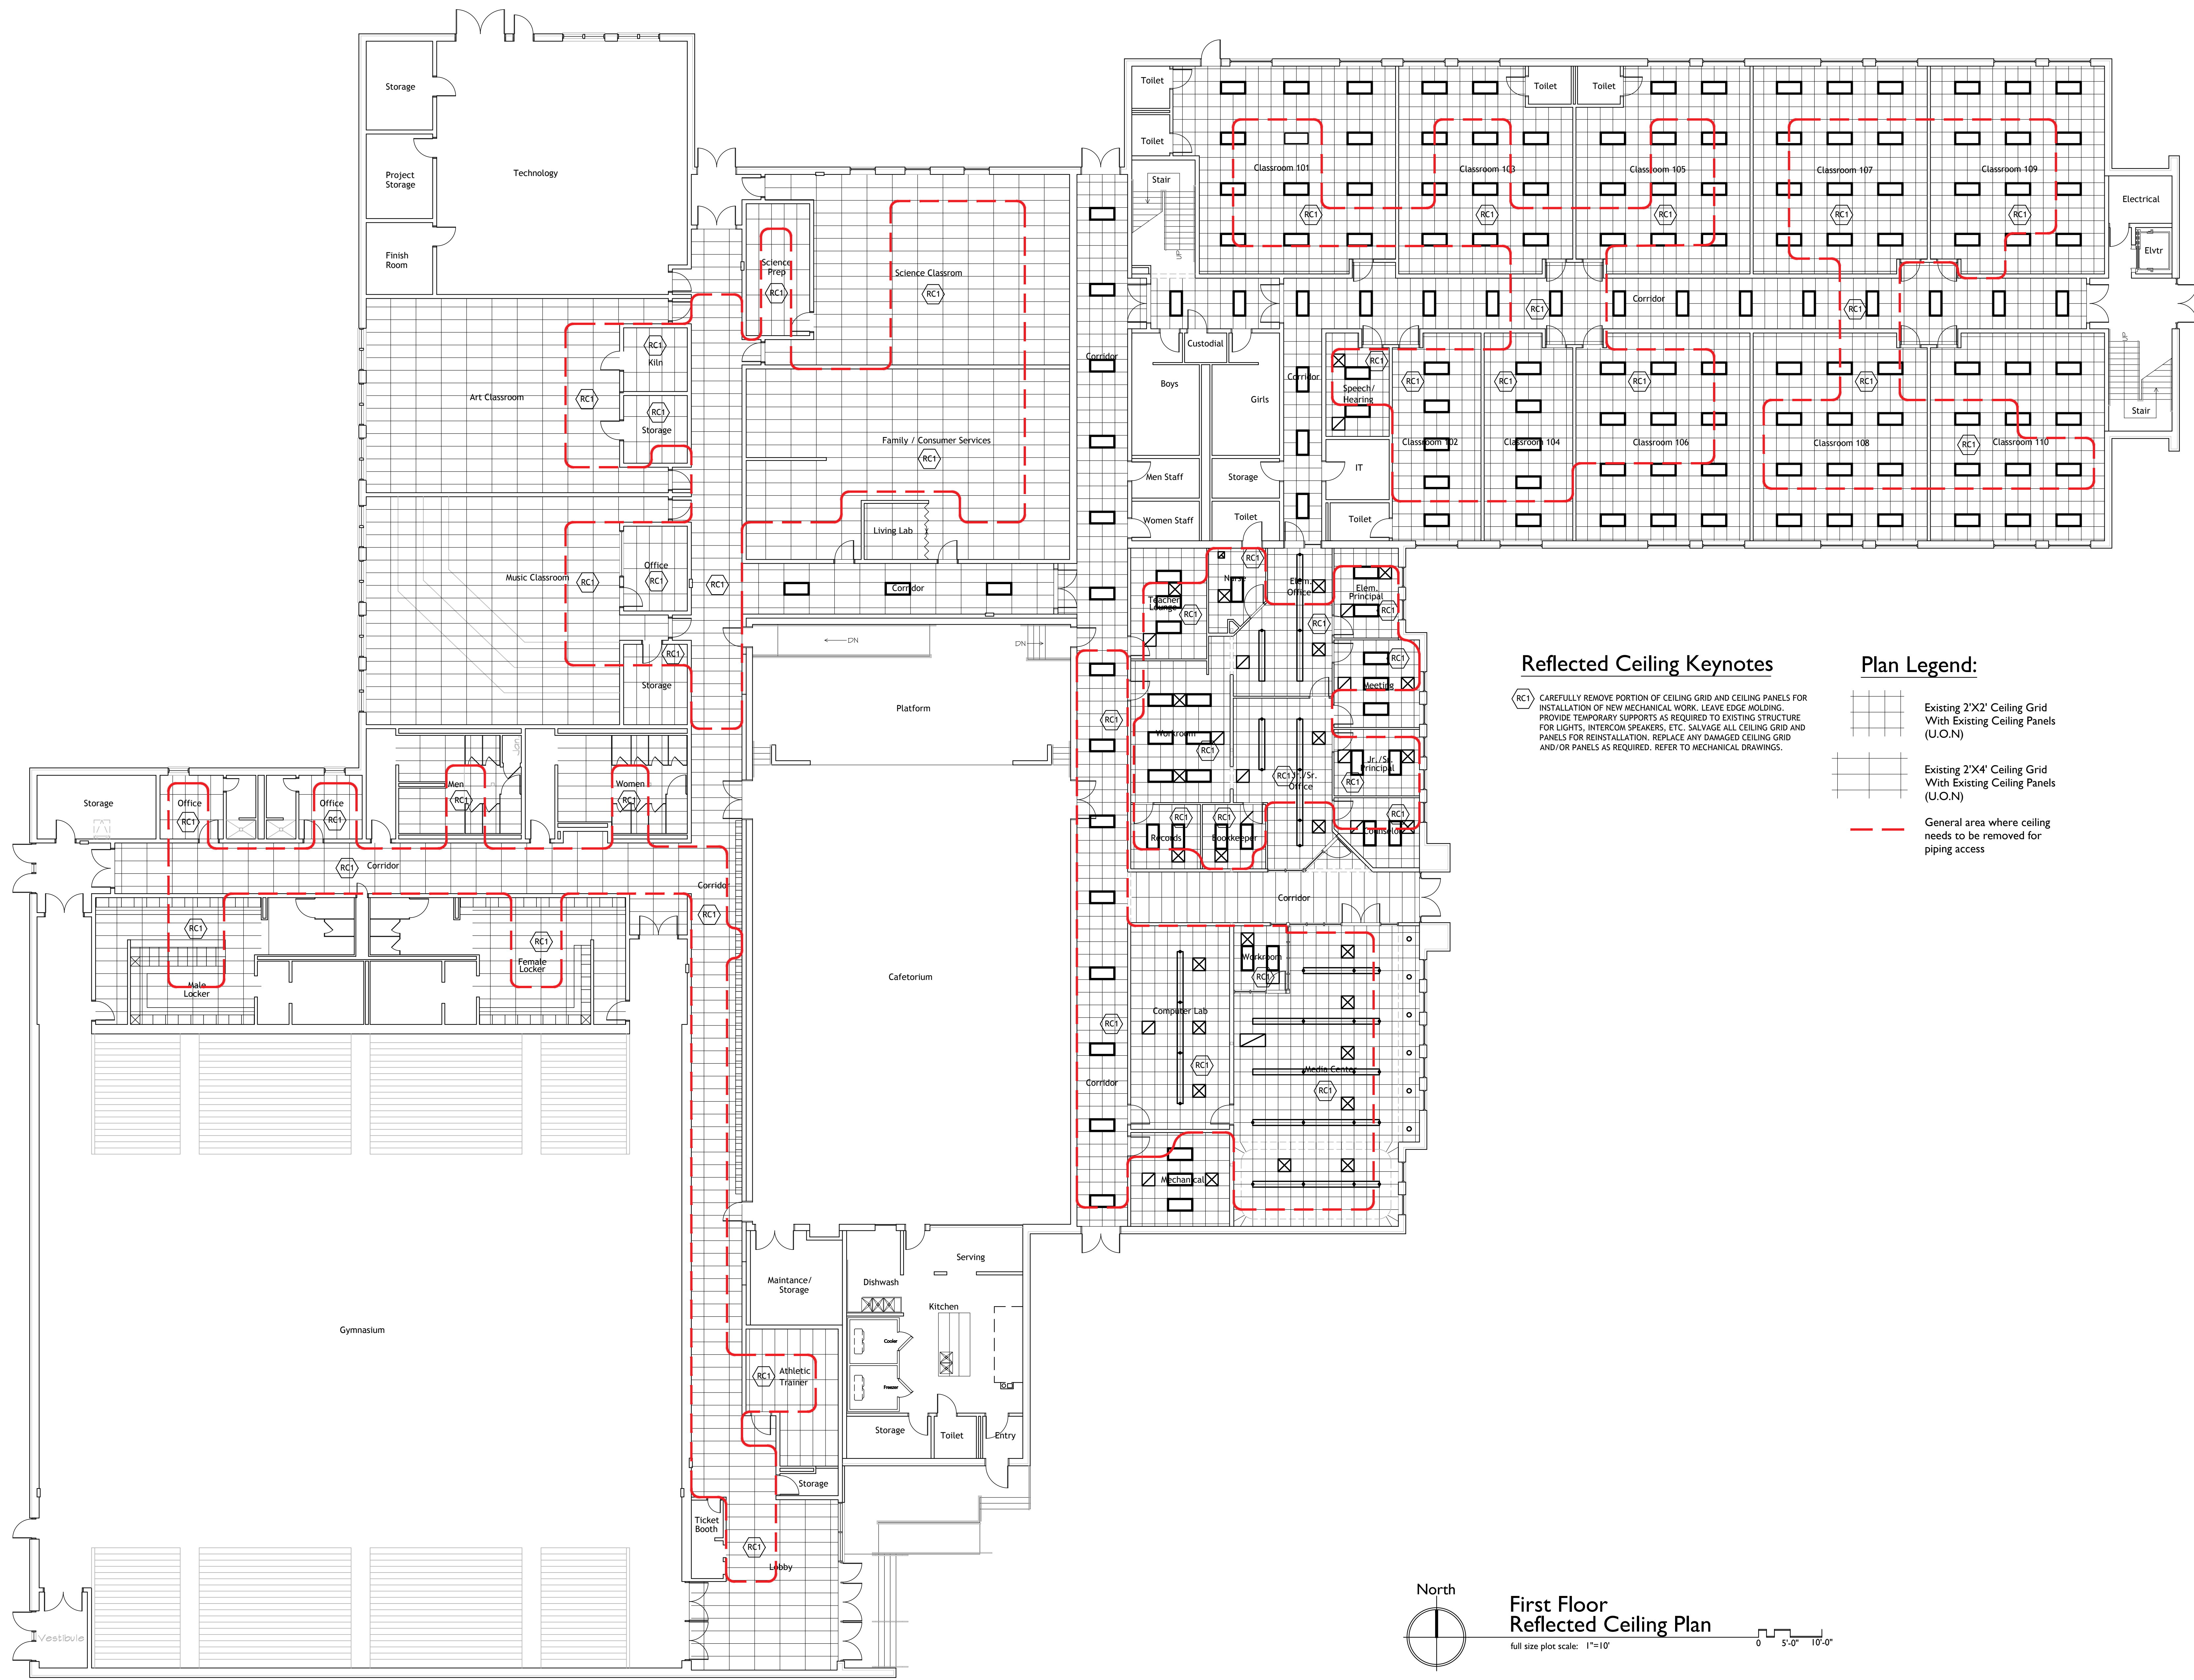 Storage
Project
Storage
Finish
Room
Technology
Toilet
Toilet
Stair
UP
Toilet
Toilet
Classroom 101
Classroom 103
Classroom 105
Classroom 107
Classroom 109
RC1
RC1
RC1
RC1
RC1
Electrical
Elvtr
Science
Prep
RC1
Science Classrom
RC1
Corridor
RC1
Corridor
RC1
Kiln
RC1
Art Classroom
RC1
RC1
Storage
Family / Consumer Services
RC1
Living Lab
Corridor
Custodial
Boys
Girls
Corridor
RC1
Speech/
Hearing
RC1
RC1
RC1
RC1
Classroom 102
Classroom 104
Classroom 106
Classroom 108
RC1
Classroom 110
UP
Stair
IT
Men Staff
Storage
Women Staff
Toilet
Toilet
Music Classroom
RC1
Office
RC1
RC1
RC1
Storage
DN
DN
Platform
RC1
Nurse
Elem.
Office
Elem.
Principal
RC1
Teacher
Lounge
RC1
RC1
RC1
Meeting
RC1
Workroom
RC1
RC1
Jr./Sr.
Office
Jr./Sr.
Principal
RC1
RC1
RC1
RC1
Records
Bookkeeper
Counselor
Corridor
Reflected Ceiling Keynotes
RC1
CAREFULLY REMOVE PORTION OF CEILING GRID AND CEILING PANELS FOR
INSTALLATION OF NEW MECHANICAL WORK. LEAVE EDGE MOLDING.
PROVIDE TEMPORARY SUPPORTS AS REQUIRED TO EXISTING STRUCTURE
FOR LIGHTS, INTERCOM SPEAKERS, ETC. SALVAGE ALL CEILING GRID AND
PANELS FOR REINSTALLATION. REPLACE ANY DAMAGED CEILING GRID
AND/OR PANELS AS REQUIRED. REFER TO MECHANICAL DRAWINGS.
Plan Legend:
Existing 2'X2' Ceiling Grid
With Existing Ceiling Panels
(U.O.N)
Existing 2'X4' Ceiling Grid
With Existing Ceiling Panels
(U.O.N)
General area where ceiling
needs to be removed for
piping access
Storage
Office
RC1
Office
RC1
Men
RC1
Women
RC1
RC1
Corridor
Corridor
RC1
RC1
Male
Locker
RC1
Female
Locker
Cafetorium
Workroom
RC1
Computer Lab
RC1
RC1
Corridor
Media Center
RC1
Mechanical
Gymnasium
Maintance/
Storage
Dishwash
Serving
Kitchen
Cooler
Freezer
RC1
Athletic
Trainer
Storage
Toilet
Entry
Storage
Ticket
Booth
RC1
Lobby
Vestibule
North
First Floor
Reflected Ceiling Plan
full size plot scale: 1"=10'
0 5'-0" 10'-0"